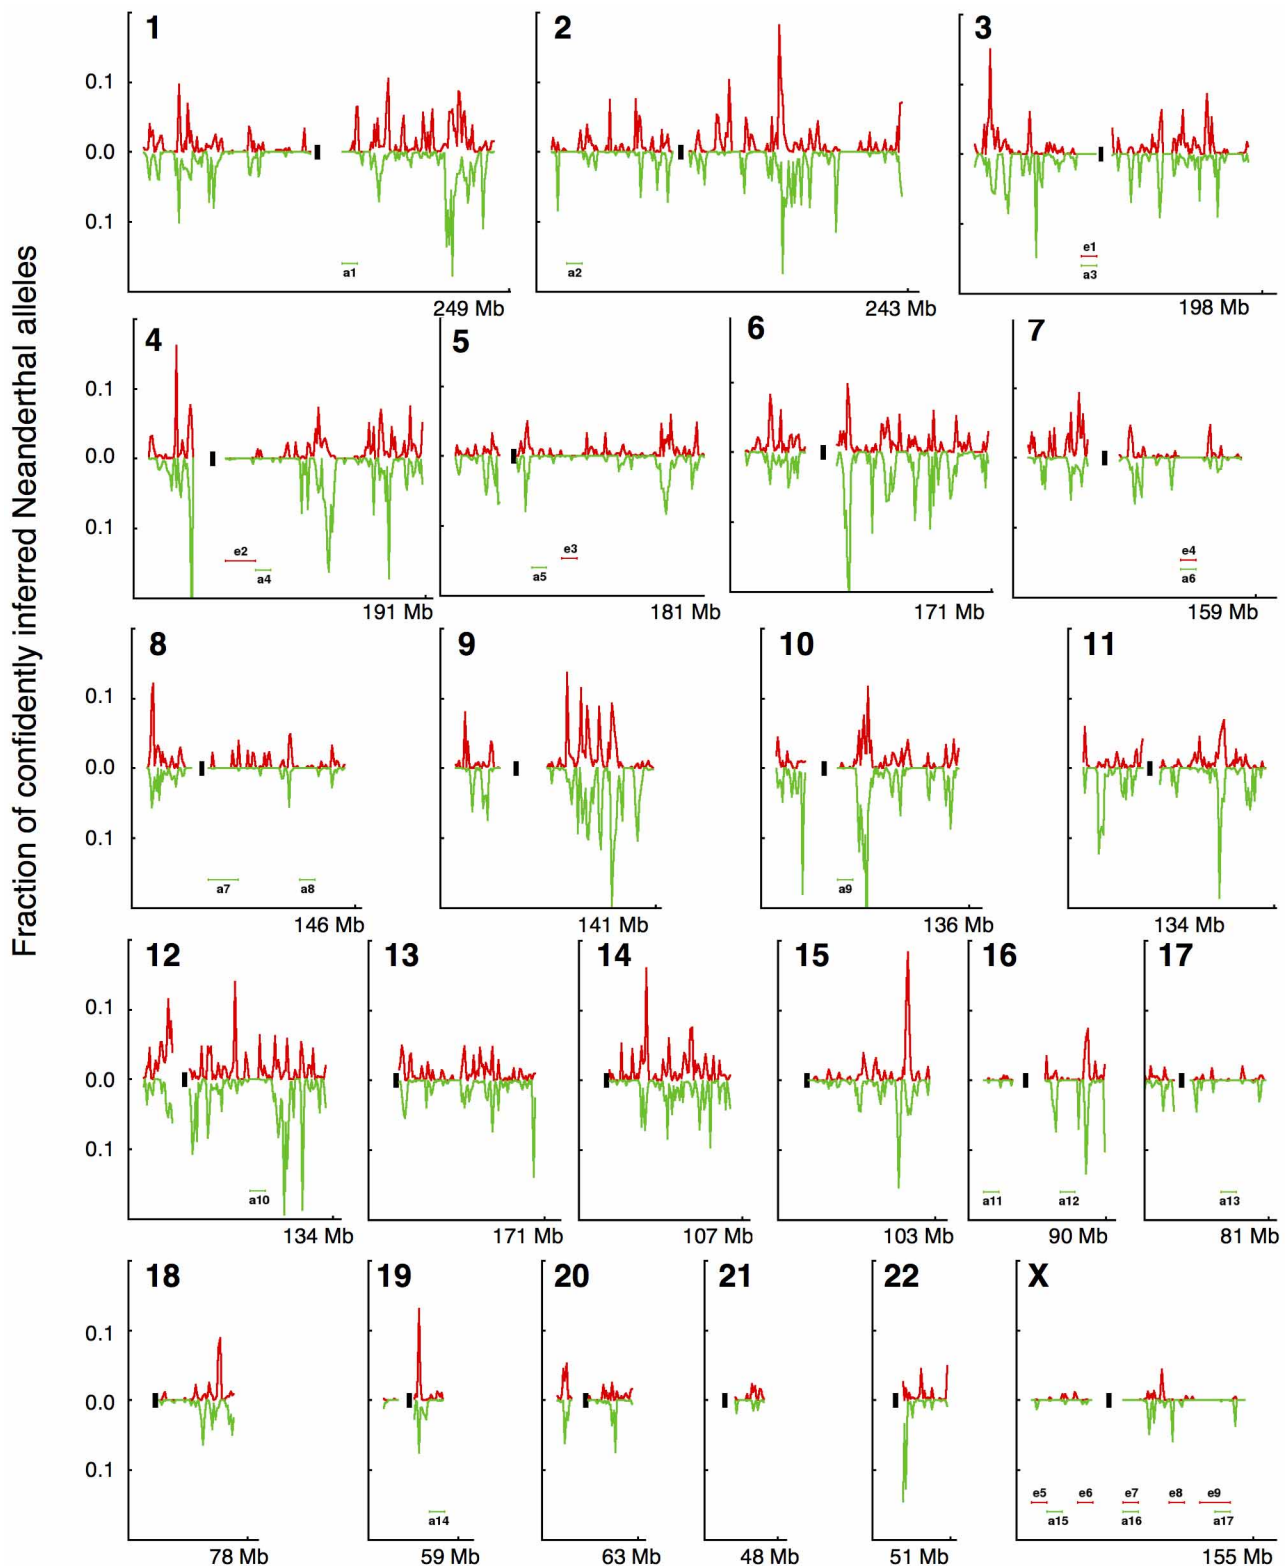 Fraction of confidently inferred Neanderthal alleles
1 2 3
0.1
0.0
0.1
e1
a1 a2 a3
249 Mb 243 Mb 198 Mb
4 5 6 7
0.1
0.0
0.1
e2 e3 e4
a4 a5 a6
191 Mb 181 Mb 171 Mb 159 Mb
8 9 10 11
0.1
0.0
0.1
a7 a8 a9
146 Mb 141 Mb 136 Mb 134 Mb
12 13 14 15 16 17
0.1
0.0
0.1
a10 a11 a12 a13
134 Mb 171 Mb 107 Mb 103 Mb 90 Mb 81 Mb
18 19 20 21 22 X
0.1
0.0
0.1
e5 e6 e7 e8 e9
a14 a15 a16 a17
78 Mb 59 Mb 63 Mb 48 Mb 51 Mb 155 Mb